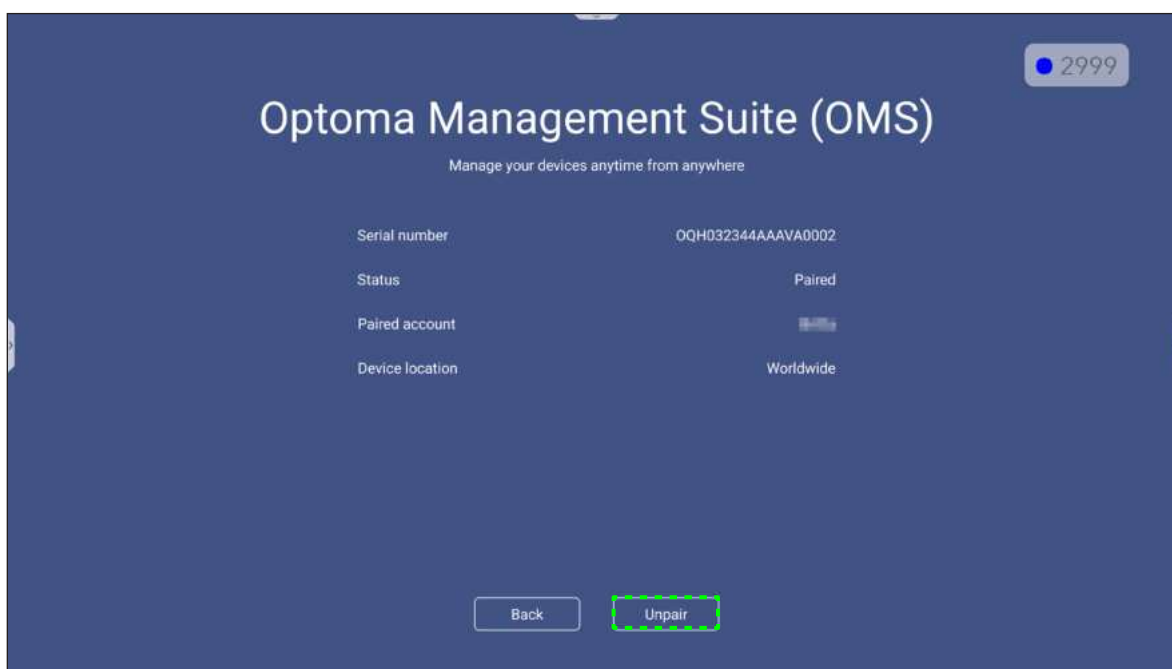 2999
Optoma Management Suite (OMS)
Manage your devices anytime from anywhere
Serial number OQH032344AAAVA0002
Status Paired
Paired account
Device location Worldwide
Back Unpair